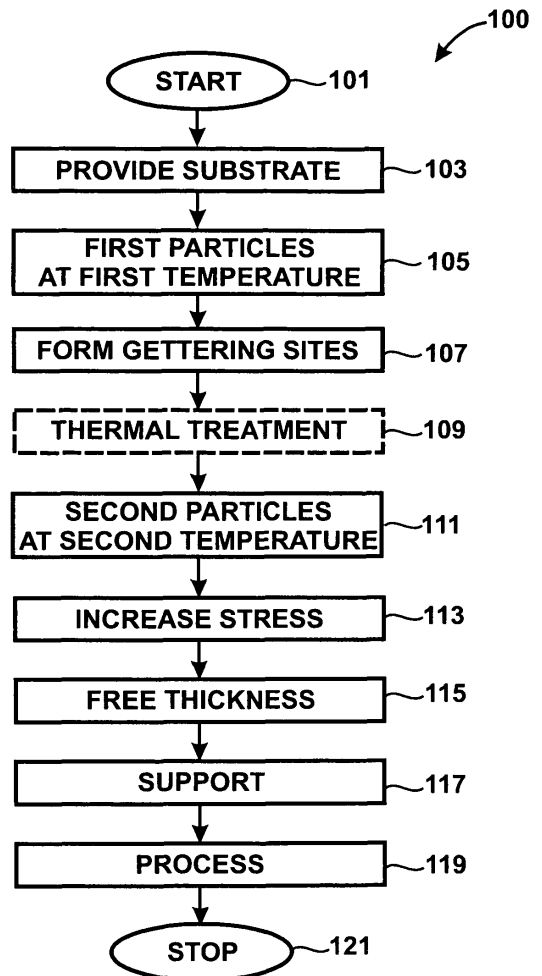 100
START 101
PROVIDE SUBSTRATE 103
FIRST PARTICLES
AT FIRST TEMPERATURE 105
FORM GETTERING SITES 107
THERMAL TREATMENT 109
SECOND PARTICLES
AT SECOND TEMPERATURE 111
INCREASE STRESS 113
FREE THICKNESS 115
SUPPORT 117
PROCESS 119
STOP 121